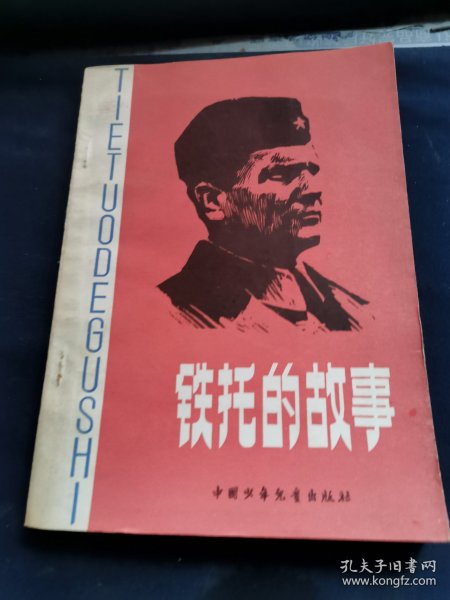 TIETUODEGUSHI
铁托的故事
中国少年儿童出版社
孔夫子旧书网
www.kongfz.com